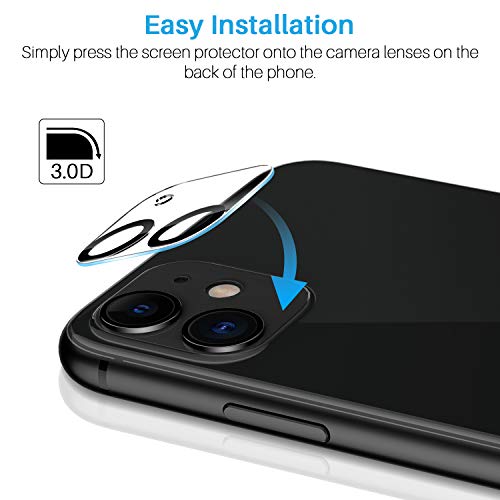 Easy Installation
Simply press the screen protector onto the camera lenses on the
back of the phone.
3.0D